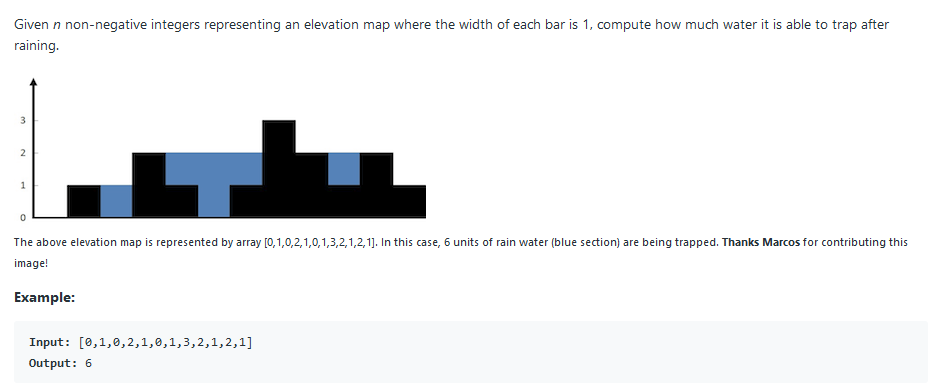 Given n non-negative integers representing an elevation map where the width of each bar is 1, compute how much water it is able to trap after
raining.
3
2
1
0
The above elevation map is represented by array [0,1,0,2,1,0,1,3,2,1,2,1]. In this case, 6 units of rain water (blue section) are being trapped. Thanks Marcos for contributing this
image!
Example:
Input: [0,1,0,2,1,0,1,3,2,1,2,1]
Output: 6